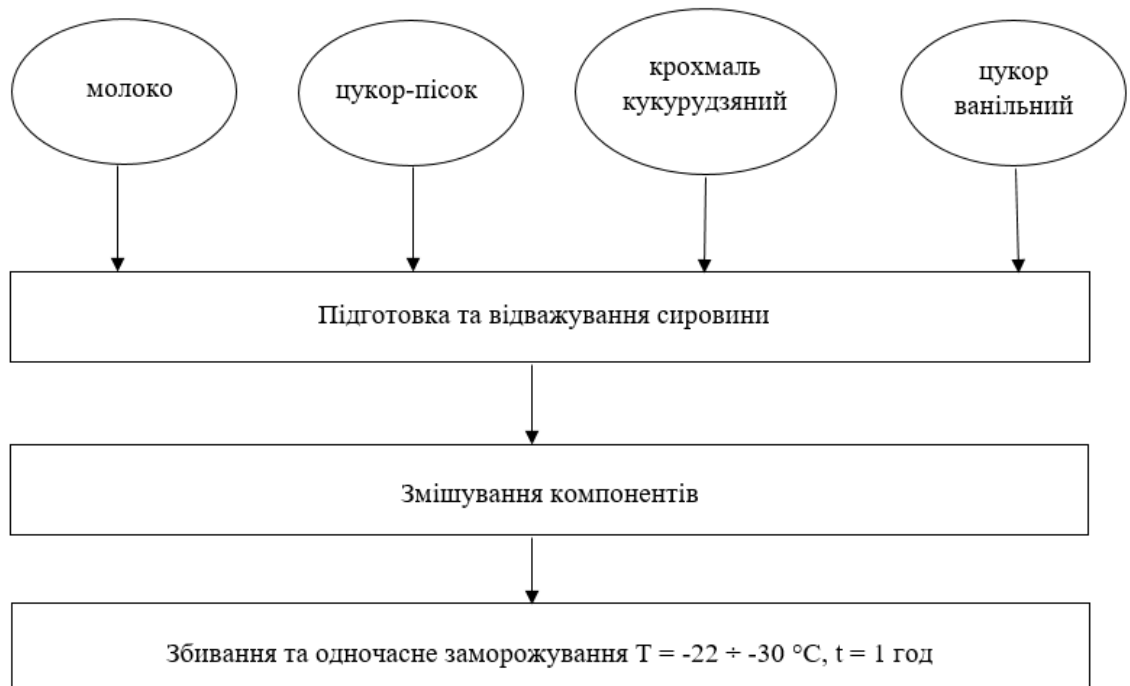 молоко
цукор-пісок
крохмаль
кукурудзяний
цукор
ванільний
Підготовка та відважування сировини
Змішування компонентів
Збивання та одночасне заморожування T = -22 ÷ -30 °C, t = 1 год